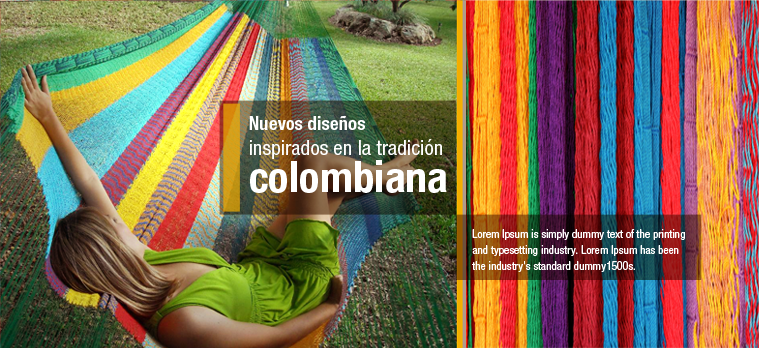 Nuevos diseños
inspirados en la tradición
colombiana
Lorem Ipsum is simply dummy text of the printing
and typesetting industry. Lorem Ipsum has been
the industry's standard dummy1500s.